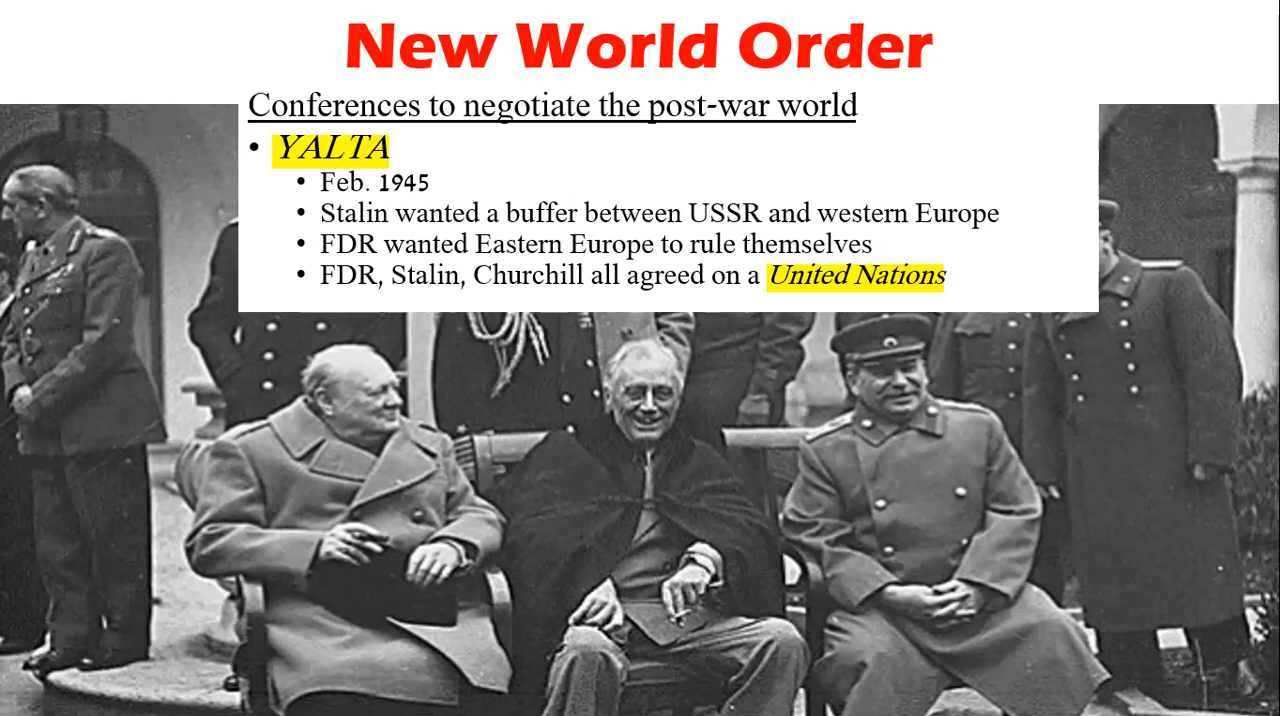 New World Order
Conferences to negotiate the post-war world
• YALTA
• Feb. 1945
• Stalin wanted a buffer between USSR and western Europe
• FDR wanted Eastern Europe to rule themselves
• FDR, Stalin, Churchill all agreed on a United Nations